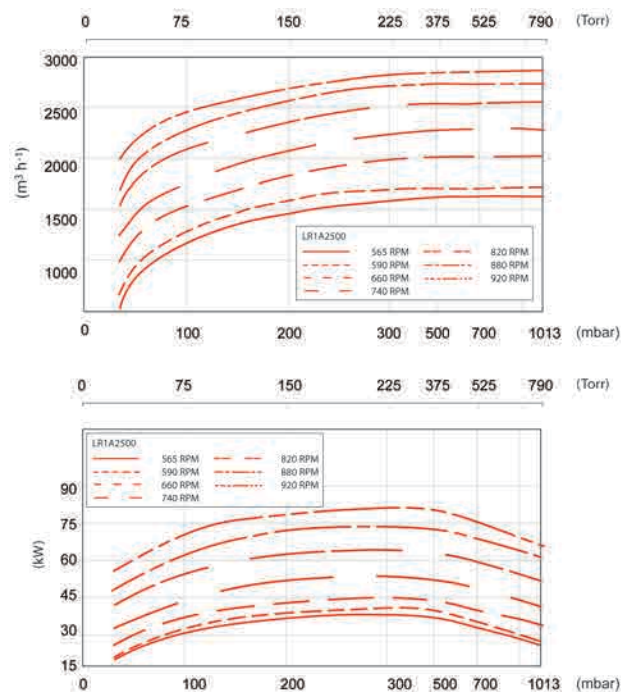 0 75 150 225 375 525 790 (Torr)
3000
2500
2000
1500
1000
(m³ h⁻¹)
LR1A2500
565 RPM 820 RPM
590 RPM 880 RPM
660 RPM 920 RPM
740 RPM
0 100 200 300 400 500 700 1013 (mbar)
0 75 150 225 375 525 790 (Torr)
LR1A2500
565 RPM 820 RPM
590 RPM 880 RPM
660 RPM 920 RPM
740 RPM
90
75
60
45
30
15
(kW)
0 100 200 300 400 500 700 1013 (mbar)